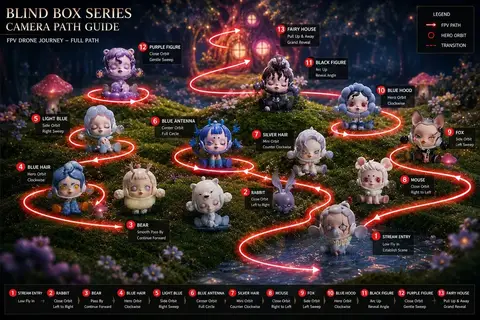 BLIND BOX SERIES
CAMERA PATH GUIDE
FPV DRONE JOURNEY – FULL PATH
LEGEND
FPV PATH
HERO ORBIT
TRANSITION
13 FAIRY HOUSE
Pull Up & Away
Grand Reveal
12 PURPLE FIGURE
Close Orbit
Gentle Sweep
11 BLACK FIGURE
Arc Up
Reveal Angle
10 BLUE HOOD
Hero Orbit
Clockwise
5 LIGHT BLUE
Side Orbit
Right Sweep
6 BLUE ANTENNA
Center Orbit
Full Circle
7 SILVER HAIR
Mini Orbit
Counter Clockwise
9 FOX
Side Orbit
Left Sweep
4 BLUE HAIR
Hero Orbit
Clockwise
8 MOUSE
Close Orbit
Right to Left
2 RABBIT
Close Orbit
Left to Right
3 BEAR
Smooth Pass By
Continue Forward
1 STREAM ENTRY
Low Fly In
Establish Scene
1 STREAM ENTRY 2 RABBIT 3 BEAR 4 BLUE HAIR 5 LIGHT BLUE 6 BLUE ANTENNA 7 SILVER HAIR 8 MOUSE 9 FOX 10 BLUE HOOD 11 BLACK FIGURE 12 PURPLE FIGURE 13 FAIRY HOUSE
Low Fly In Close Orbit Pass By Hero Orbit Side Orbit Center Orbit Mini Orbit Close Orbit Side Orbit Hero Orbit Arc Up Close Orbit Pull Up & Away
Left to Right Continue Forward Clockwise Right Sweep Full Circle Counter Clockwise Right to Left Left Sweep Clockwise Reveal Angle Gentle Sweep Grand Reveal